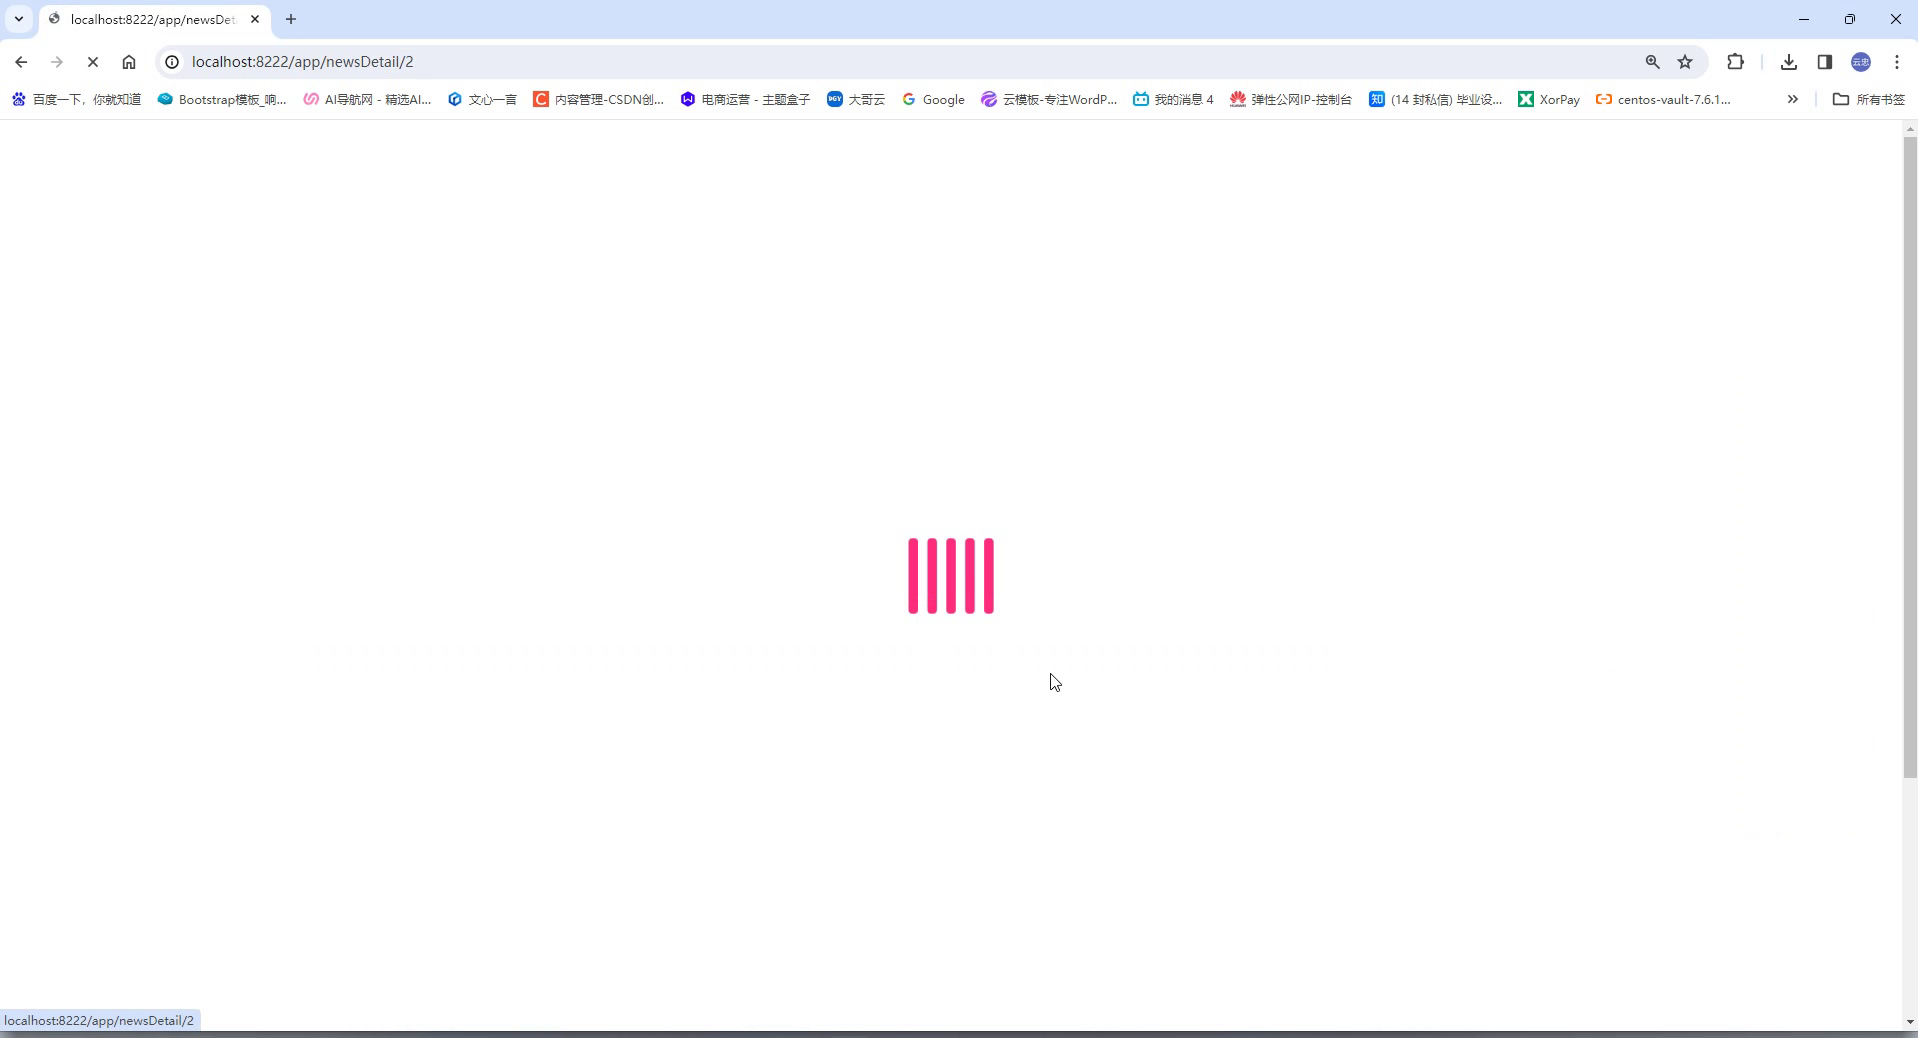 localhost:8222/app/newsDeta
localhost:8222/app/newsDetail/2
云忠
百度一下，你就知道 Bootstrap模板_响... AI导航网 - 精选AI... 文心一言 内容管理-CSDN创... 电商运营 - 主题盒子 DGY 大哥云 Google 云模板-专注WordP... 我的消息 4 弹性公网IP-控制台 知 (14 封私信) 毕业设... XorPay centos-vault-7.6.1... » 所有书签
localhost:8222/app/newsDetail/2